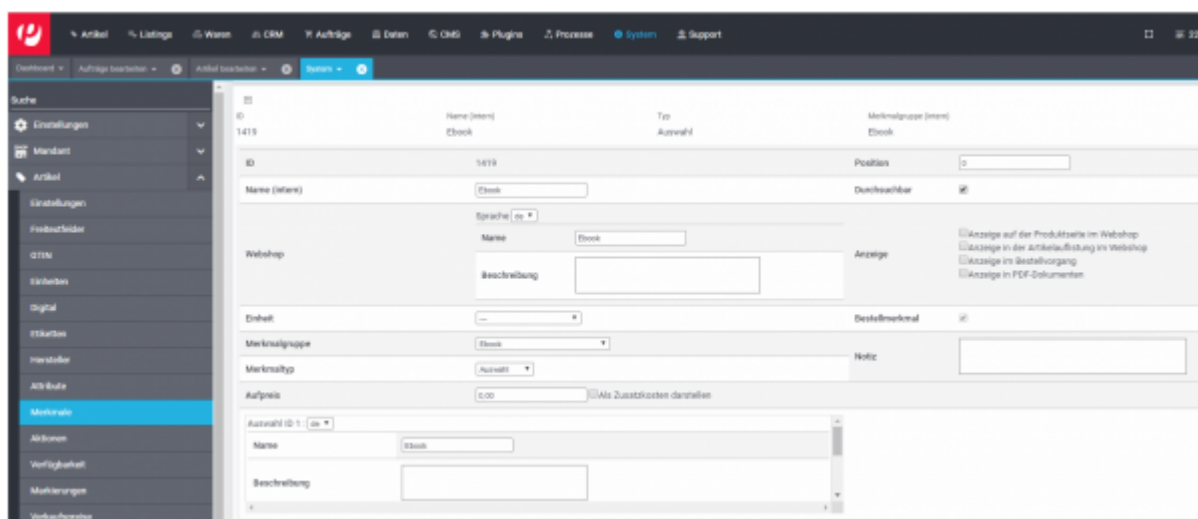 Artikel Listings Waren CRM Aufträge Daten CMS Plugins Prozesse System Support
Dashboard Aufträge bearbeiten Artikel bearbeiten System
Suche
Einstellungen
Mandant
Artikel
Einstellungen
Freitextfelder
GTIN
Einheiten
Digital
Etiketten
Hersteller
Attribute
Merkmale
Aktionen
Verfügbarkeit
Markierungen
Verkaufspreise
ID Name (intern) Typ Merkmalgruppe (intern)
1419 Ebook Auswahl Ebook
ID 1419 Position 0
Name (intern) Ebook Durchsuchbar
Sprache de
Name Ebook
Webshop
Beschreibung
Anzeige
Anzeige auf der Produktseite im Webshop
Anzeige in der Artikelauflistung im Webshop
Anzeige im Bestellvorgang
Anzeige in PDF-Dokumenten
Einheit --- Bestellmerkmal
Merkmalgruppe Ebook
Notiz
Merkmaltyp Auswahl
Aufpreis 0.00 Als Zusatzkosten darstellen
Auswahl ID 1: de
Name Ebook
Beschreibung